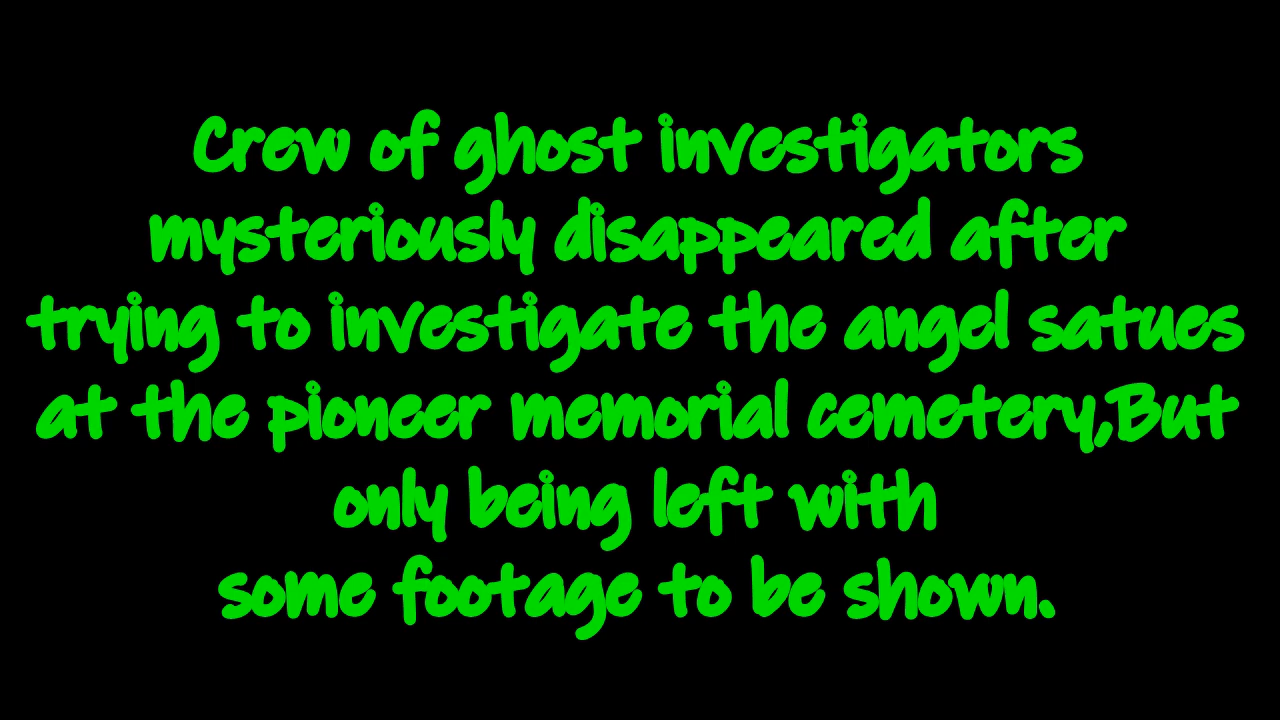 Crew of ghost investigators
mysteriously disappeared after
trying to investigate the angel satues
at the pioneer memorial cemetery,But
only being left with
some footage to be shown.